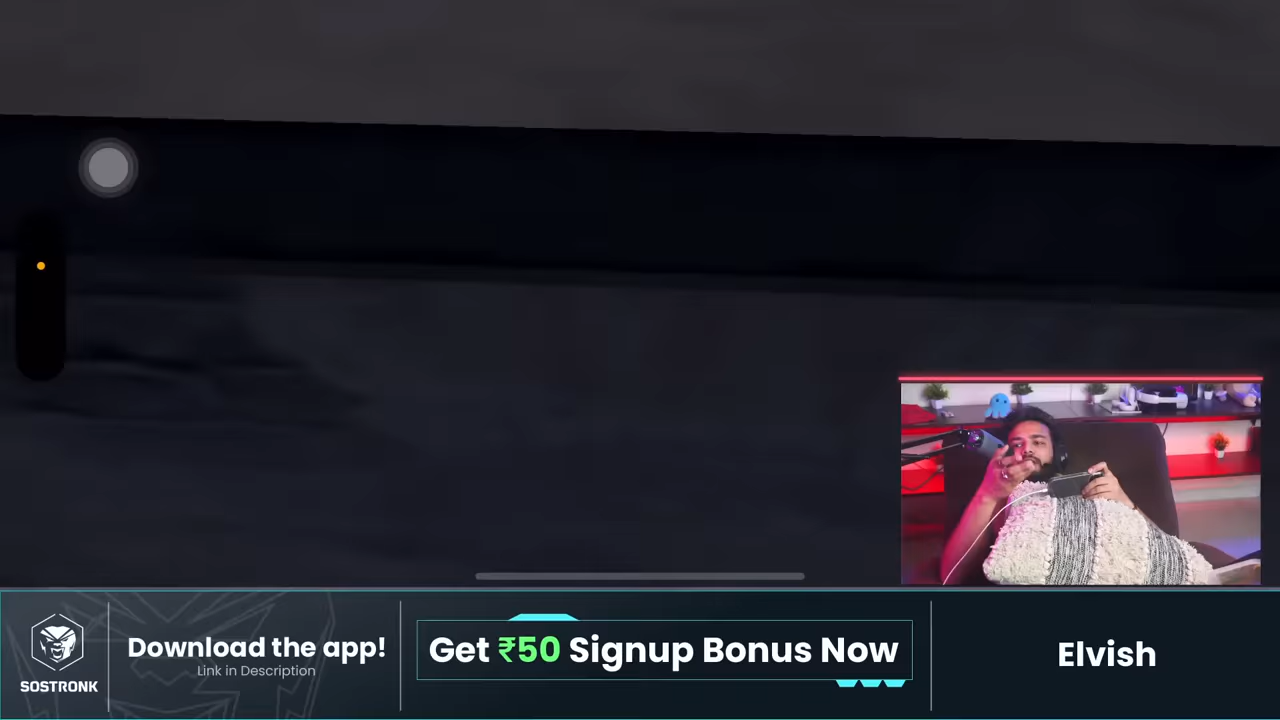 SOSTRONK
Download the app!
Link in Description
Get ₹50 Signup Bonus Now
Elvish